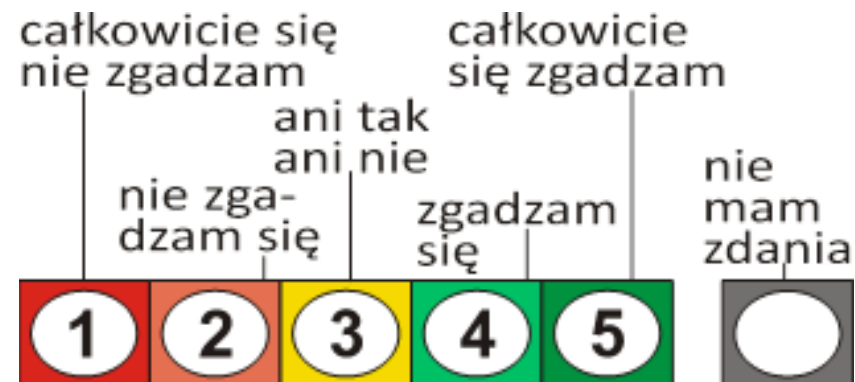 całkowicie się
nie zgadzam
nie zga-
dzam się
ani tak
ani nie
zgadzam
się
całkowicie
się zgadzam
nie
mam
zdania
1 2 3 4 5